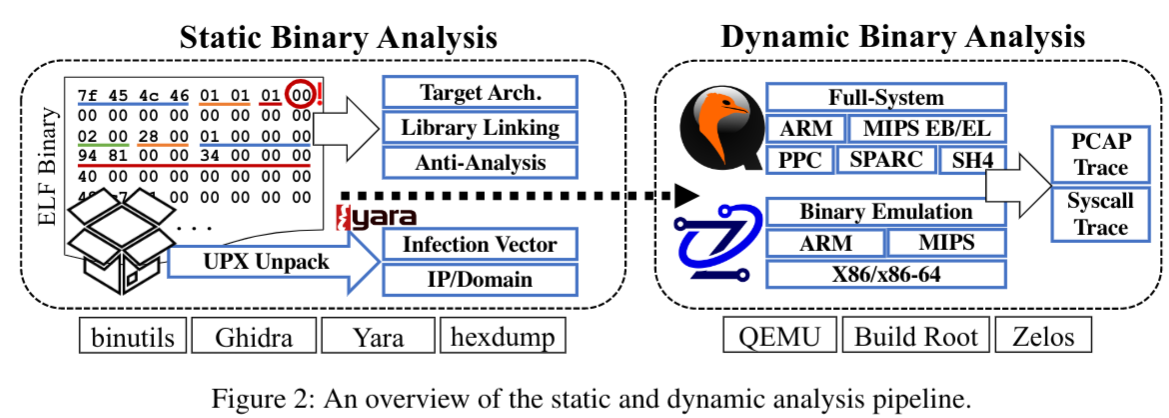 Static Binary Analysis
ELF Binary
7f 45 4c 46 01 01 01 00 !
00 00 00 00 00 00 00 00
02 00 28 00 01 00 00 00
94 81 00 00 34 00 00 00
40 00 00 00 00 00 00 00
00 00 00 00
. . .
UPX Unpack
Target Arch.
Library Linking
Anti-Analysis
yara
Infection Vector
IP/Domain
binutils
Ghidra
Yara
hexdump
Dynamic Binary Analysis
Full-System
ARM
MIPS EB/EL
PPC
SPARC
SH4
Binary Emulation
ARM
MIPS
X86/x86-64
PCAP
Trace
Syscall
Trace
QEMU
Build Root
Zelos
Figure 2: An overview of the static and dynamic analysis pipeline.